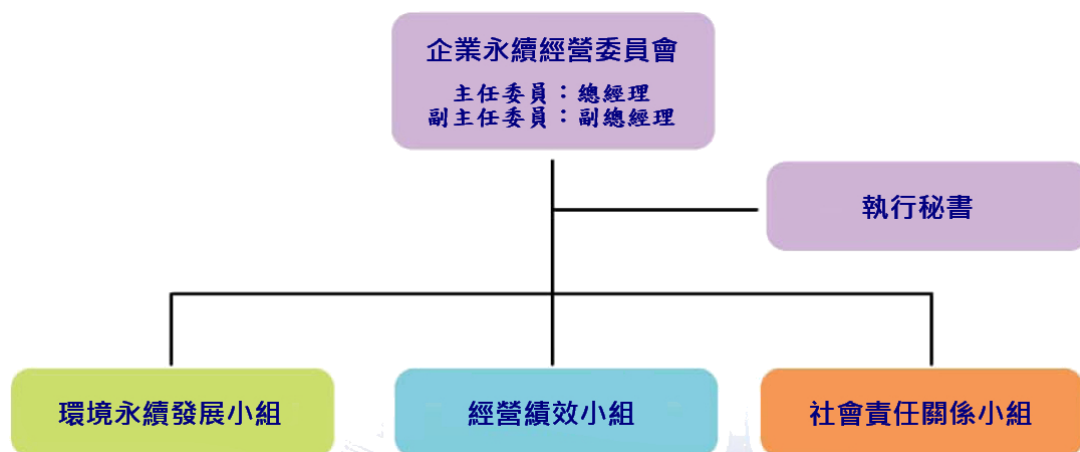 企業永續經營委員會
主任委員：總經理
副主任委員：副總經理
執行秘書
環境永續發展小組
經營績效小組
社會責任關係小組